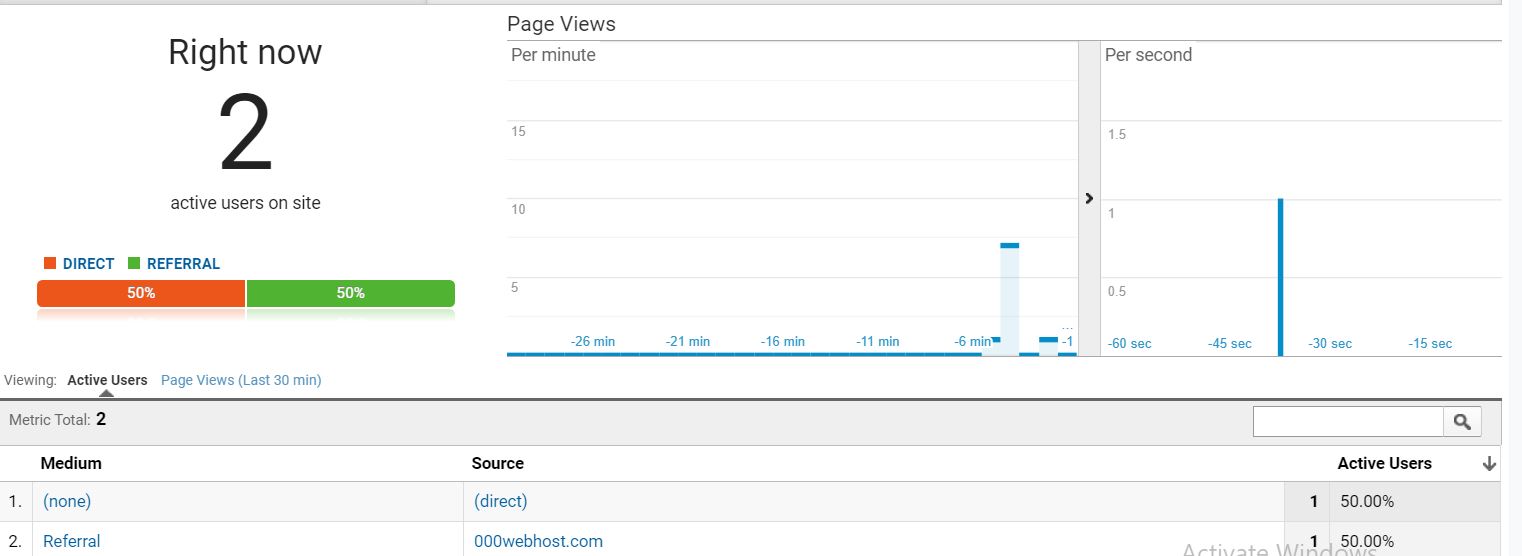 Right now
2
active users on site
DIRECT REFERRAL
50% 50%
Page Views
Per minute
15
10
5
-26 min -21 min -16 min -11 min -6 min ... -1
Per second
1.5
1
0.5
-60 sec -45 sec -30 sec -15 sec
Viewing: Active Users Page Views (Last 30 min)
Metric Total: 2
Medium Source Active Users
1. (none) (direct) 1 50.00%
2. Referral 000webhost.com 1 50.00%
Activate Windows